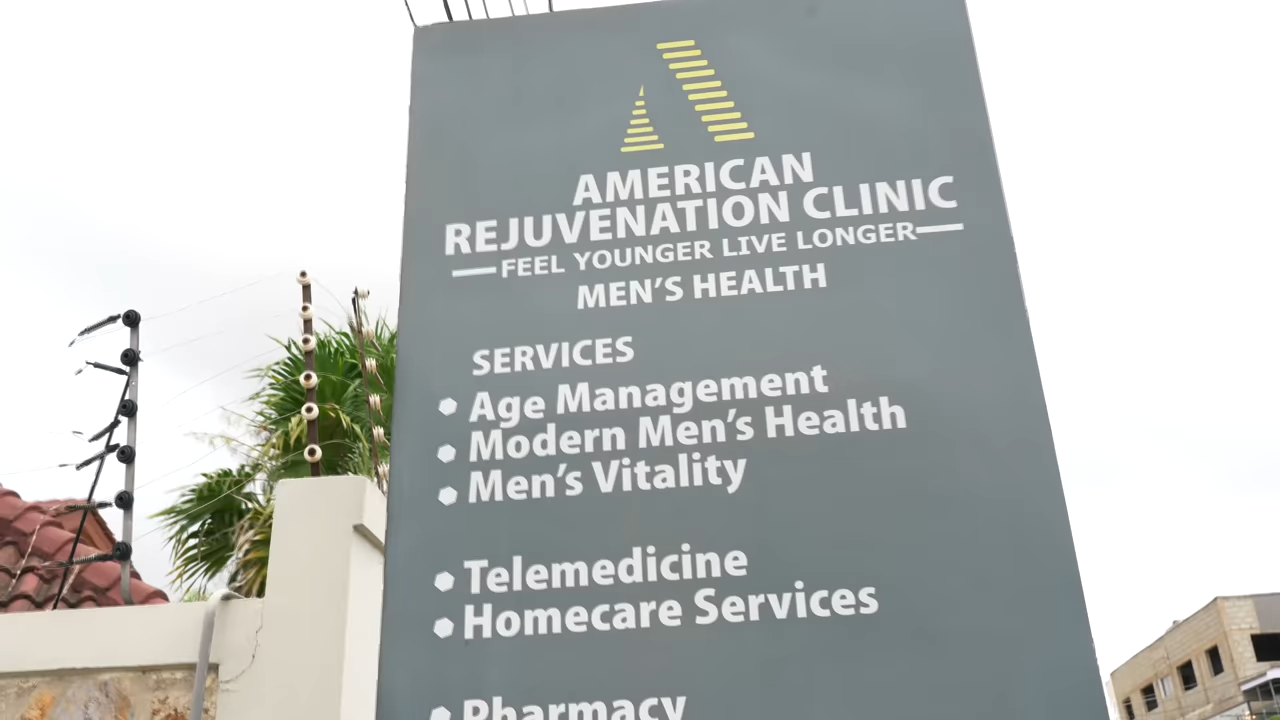 AMERICAN
REJUVENATION CLINIC
FEEL YOUNGER LIVE LONGER
MEN'S HEALTH
SERVICES
Age Management
Modern Men's Health
Men's Vitality
Telemedicine
Homecare Services
Pharmacy